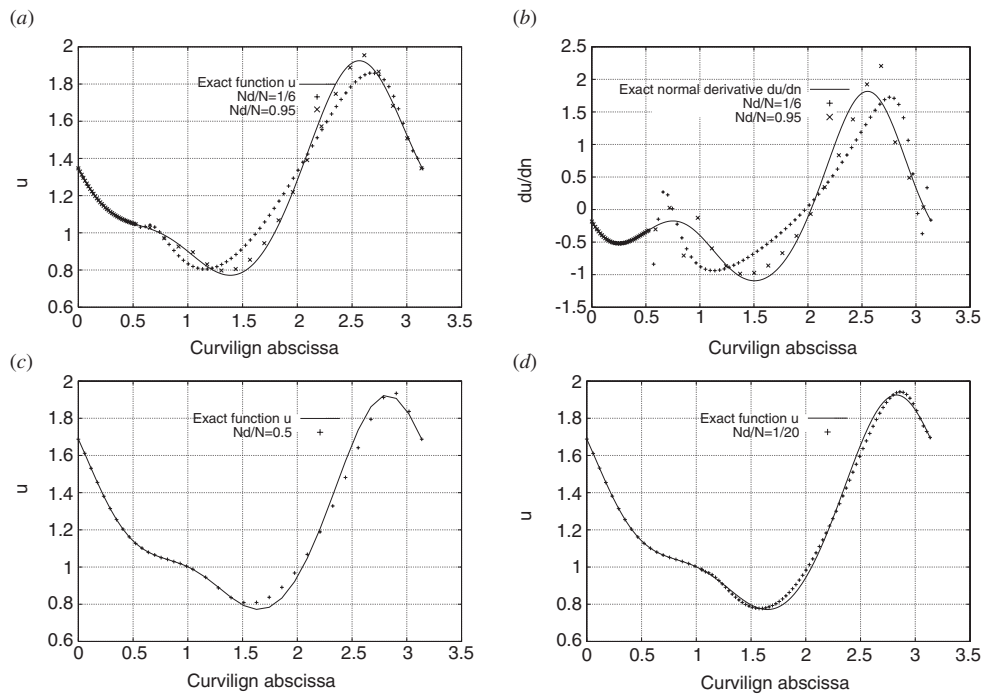 (a)
2
1.8
1.6
1.4
1.2
1
0.8
0.6
u
Exact function u
Nd/N=1/6
Nd/N=0.95
0 0.5 1 1.5 2 2.5 3 3.5
Curvilign abscissa
(b)
2.5
2
1.5
1
0.5
0
-0.5
-1
-1.5
du/dn
Exact normal derivative du/dn
Nd/N=1/6
Nd/N=0.95
0 0.5 1 1.5 2 2.5 3 3.5
Curvilign abscissa
(c)
2
1.8
1.6
1.4
1.2
1
0.8
0.6
u
Exact function u
Nd/N=0.5
0 0.5 1 1.5 2 2.5 3 3.5
Curvilign abscissa
(d)
2
1.8
1.6
1.4
1.2
1
0.8
0.6
u
Exact function u
Nd/N=1/20
0 0.5 1 1.5 2 2.5 3 3.5
Curvilign abscissa